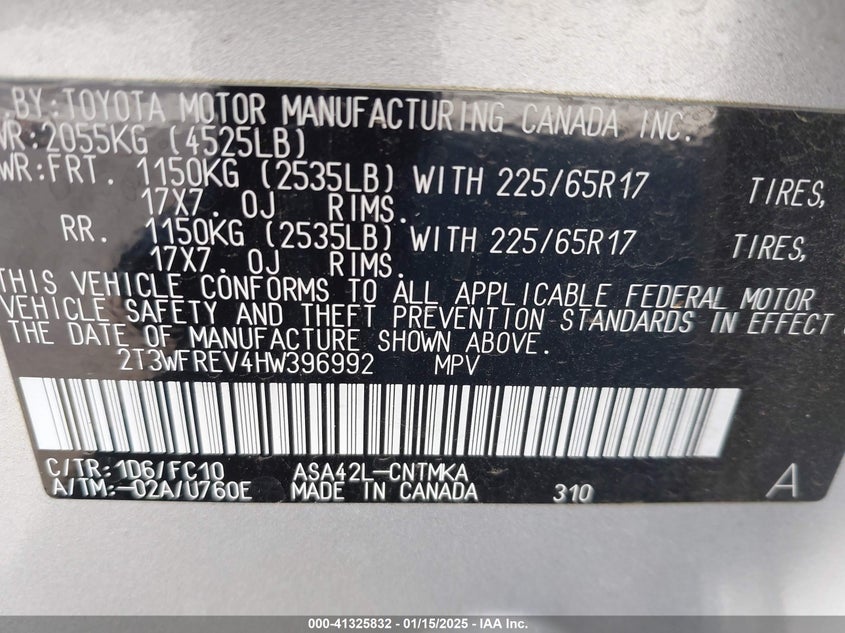 .BY:TOYOTA MOTOR MANUFACTURING CANADA INC.
WR:2055KG (4525LB)
WR:FRT. 1150KG (2535LB) WITH 225/65R17 TIRES,
17X7.0J RIMS.
RR. 1150KG (2535LB) WITH 225/65R17 TIRES,
17X7.0J RIMS.
THIS VEHICLE CONFORMS TO ALL APPLICABLE FEDERAL MOTOR
VEHICLE SAFETY AND THEFT PREVENTION STANDARDS IN EFFECT
THE DATE OF MANUFACTURE SHOWN ABOVE.
2T3WFREV4HW396992 MPV
C/TR:1D6/FC10 ASA42L-CNTMKA
A/TM:-02A/U760E MADE IN CANADA 310 A
000-41325832 - 01/15/2025 - IAA Inc.